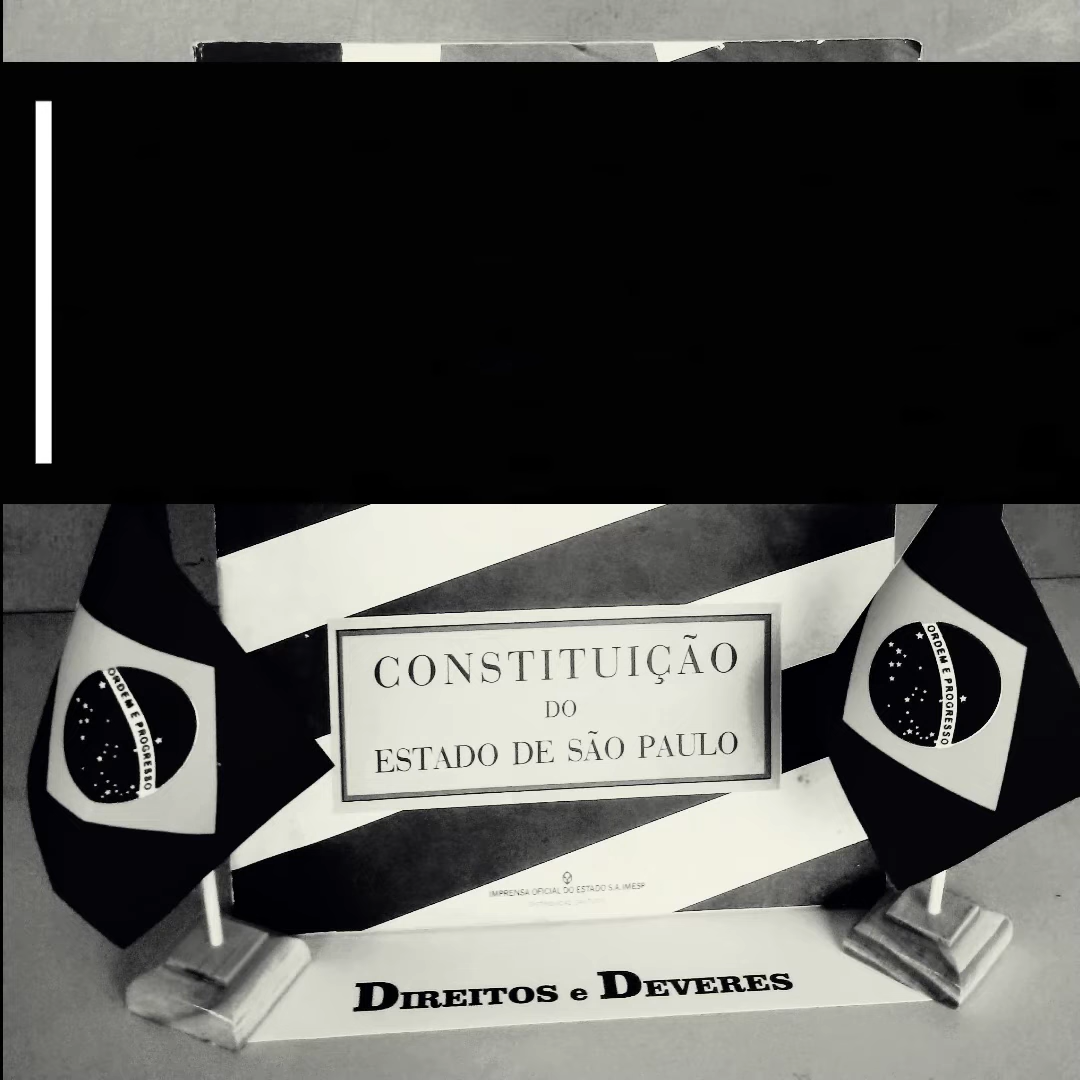 CONSTITUIÇÃO
DO
ESTADO DE SÃO PAULO
ORDEM E PROGRESSO
ORDEM E PROGRESSO
IMPRENSA OFICIAL DO ESTADO S.A. IMESP
DIREITOS e DEVERES